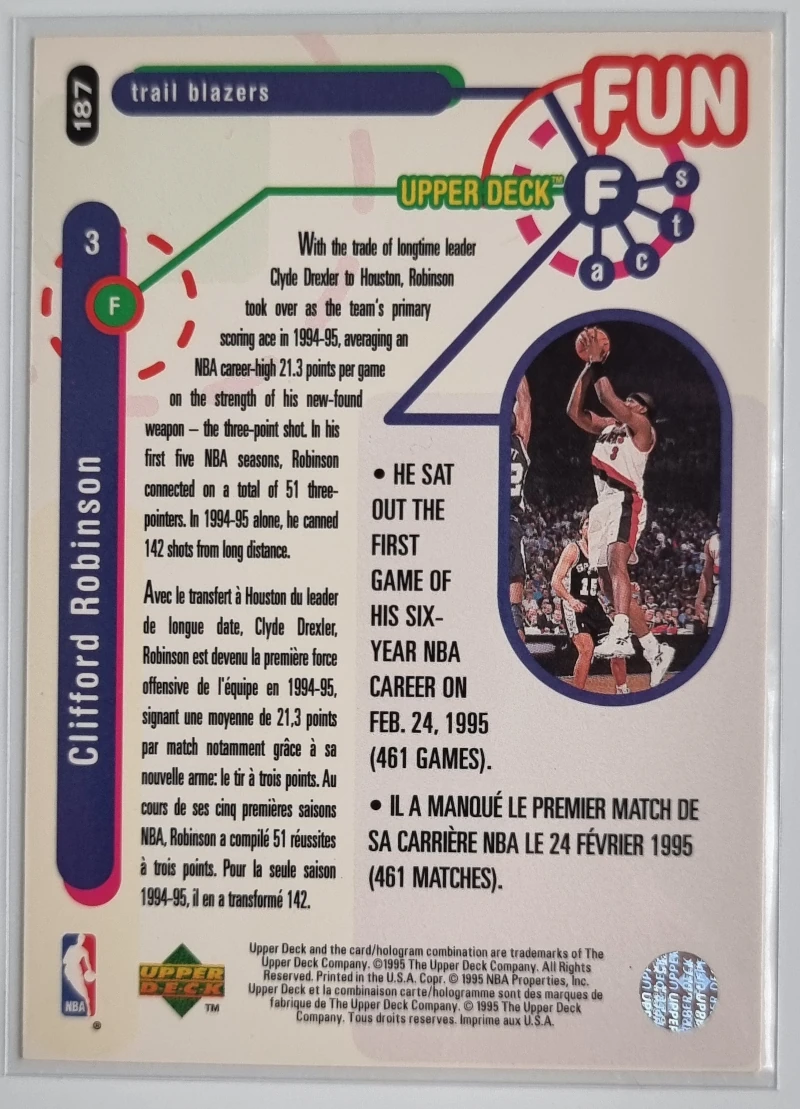 187
trail blazers
FUN
UPPER DECK™
F
s
t
c
a
3
F
Clifford Robinson
With the trade of longtime leader
Clyde Drexler to Houston, Robinson
took over as the team's primary
scoring ace in 1994-95, averaging an
NBA career-high 21.3 points per game
on the strength of his new-found
weapon – the three-point shot. In his
first five NBA seasons, Robinson
connected on a total of 51 three-
pointers. In 1994-95 alone, he canned
142 shots from long distance.
Avec le transfert à Houston du leader
de longue date, Clyde Drexler,
Robinson est devenu la première force
offensive de l'équipe en 1994-95,
signant une moyenne de 21,3 points
par match notamment grâce à sa
nouvelle arme: le tir à trois points. Au
cours de ses cinq premières saisons
NBA, Robinson a compilé 51 réussites
à trois points. Pour la seule saison
1994-95, il en a transformé 142.
• HE SAT
OUT THE
FIRST
GAME OF
HIS SIX-
YEAR NBA
CAREER ON
FEB. 24, 1995
(461 GAMES).
• IL A MANQUÉ LE PREMIER MATCH DE
SA CARRIÈRE NBA LE 24 FÉVRIER 1995
(461 MATCHES).
3
NBA
®
UPPER
DECK
™
Upper Deck and the card/hologram combination are trademarks of The
Upper Deck Company. ©1995 The Upper Deck Company. All Rights
Reserved. Printed in the U.S.A. Copr. © 1995 NBA Properties, Inc.
Upper Deck et la combinaison carte/hologramme sont des marques de
fabrique de The Upper Deck Company. © 1995 The Upper Deck
Company. Tous droits reserves. Imprime aux U.S.A.